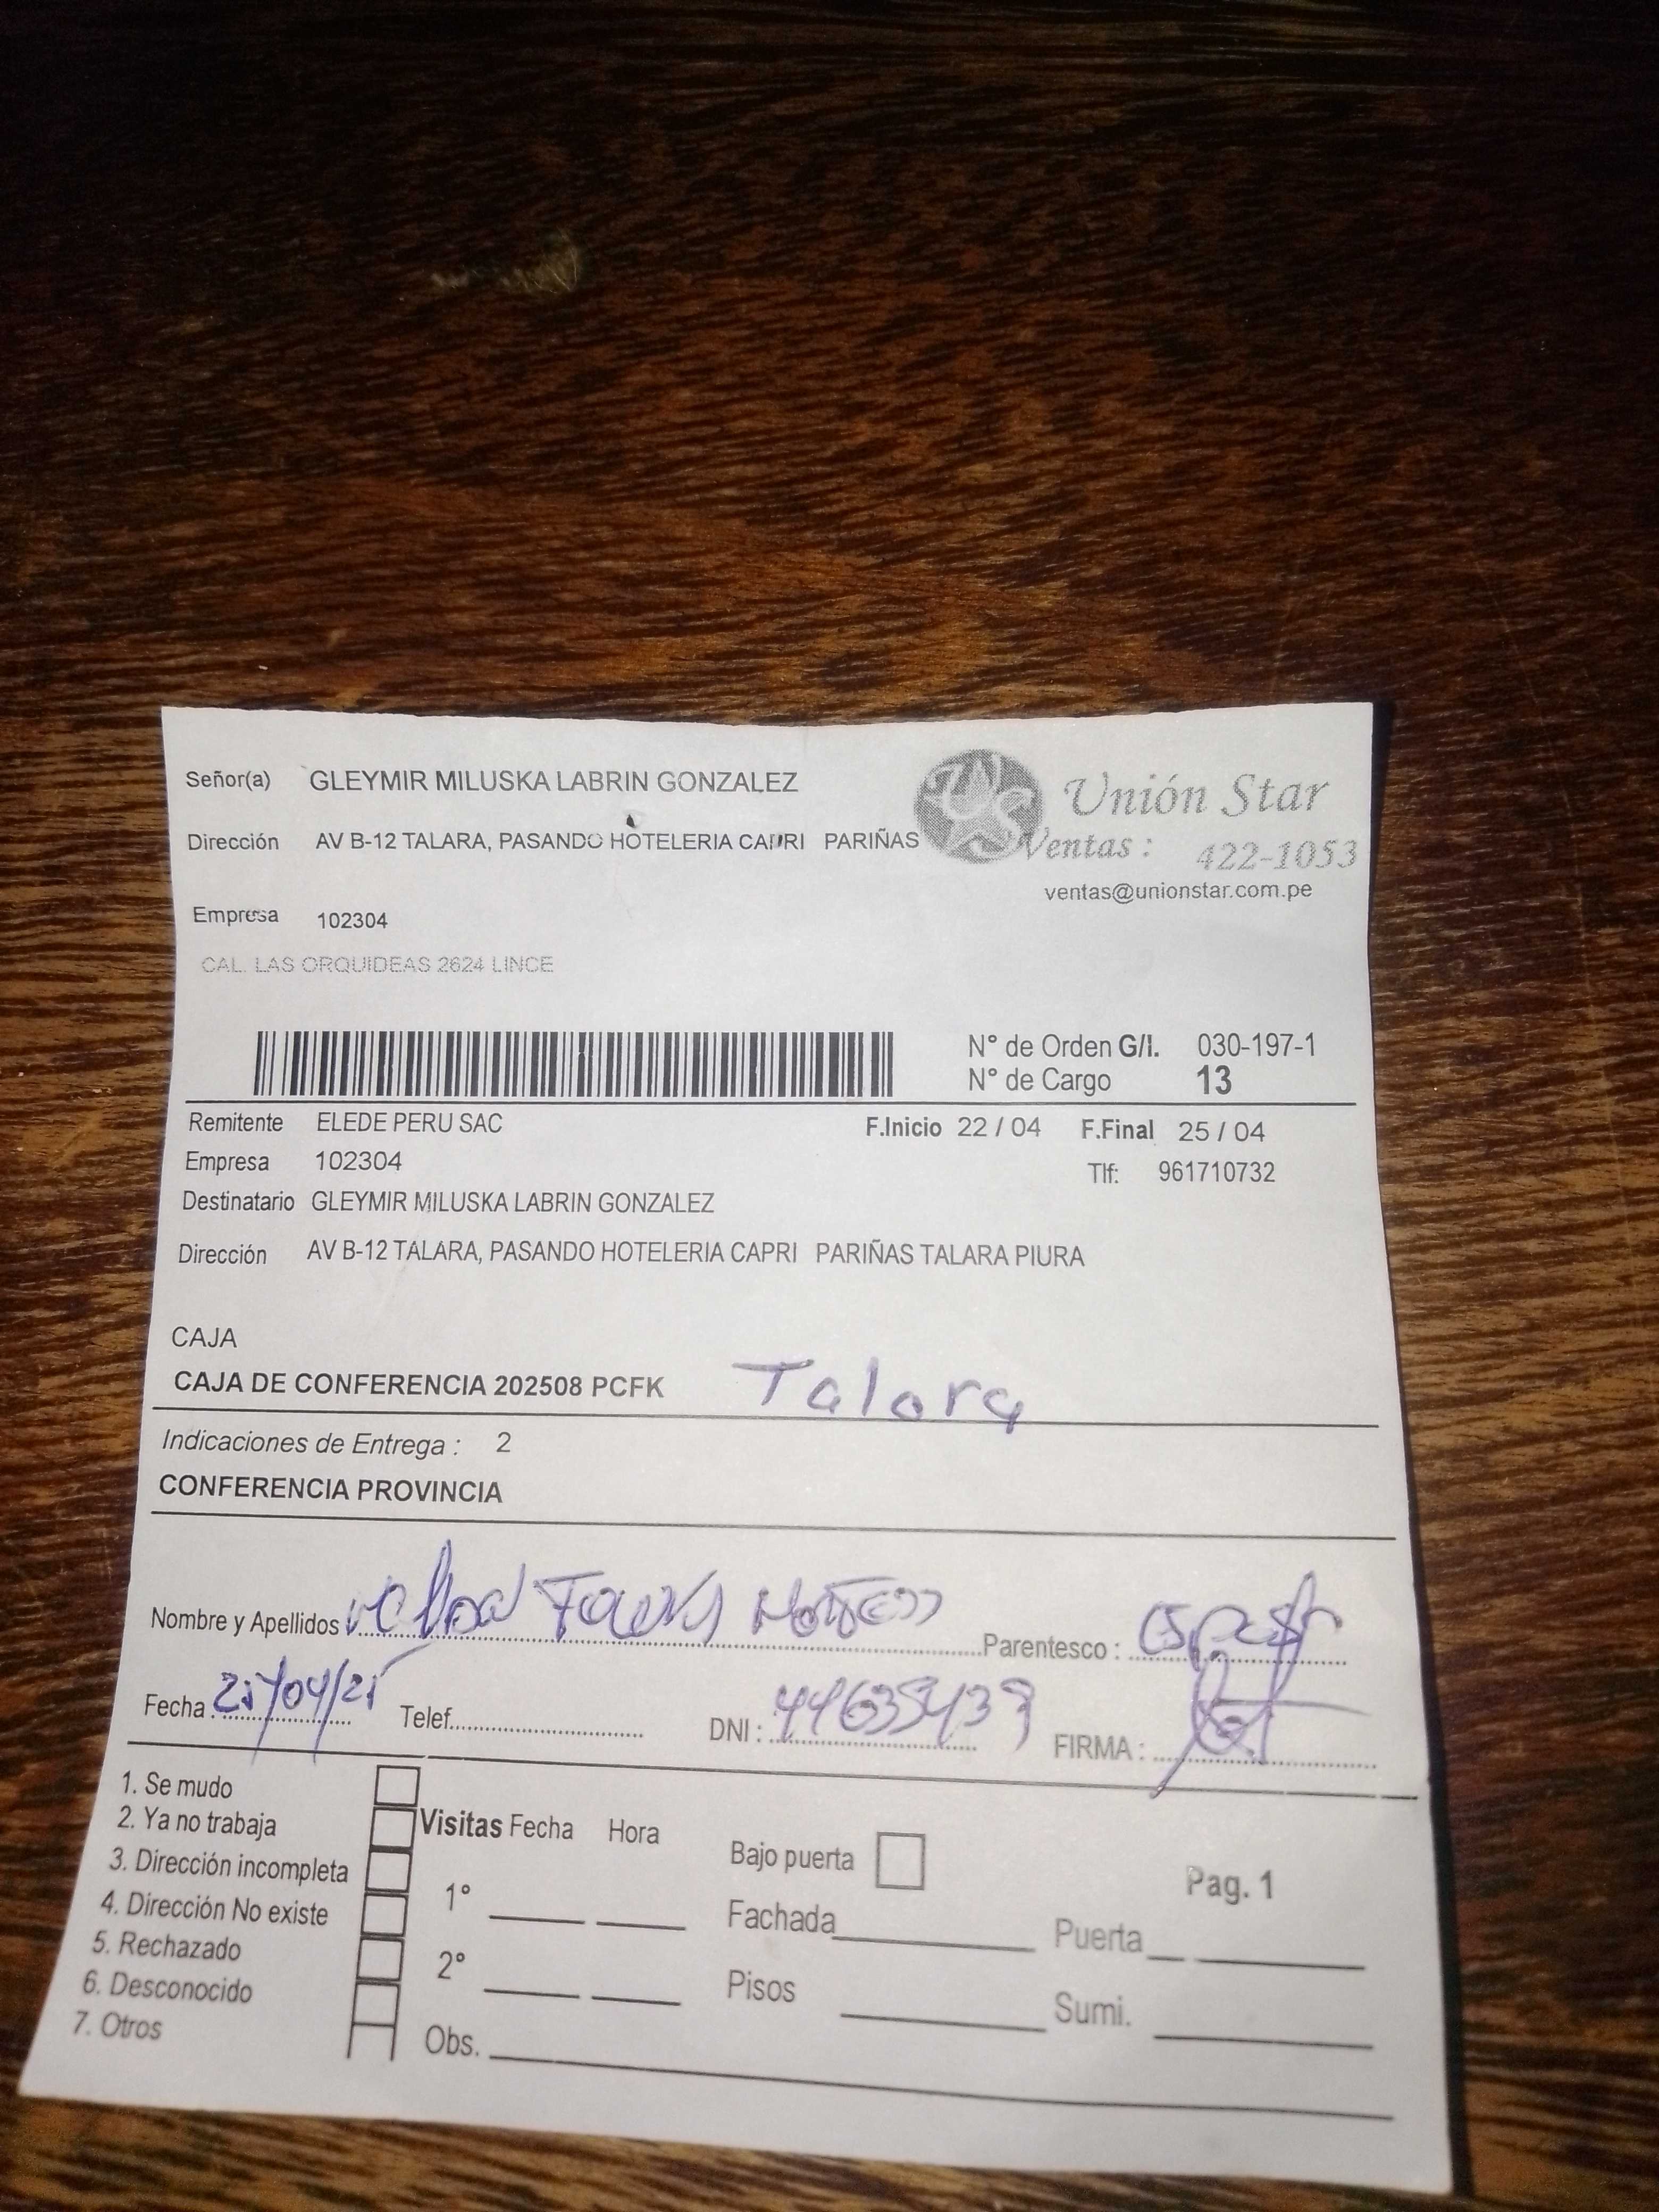 Señor(a) GLEYMIR MILUSKA LABRIN GONZALEZ
Unión Star
Dirección AV B-12 TALARA, PASANDO HOTELERIA CAPRI PARIÑAS
Ventas : 422-1053
ventas@unionstar.com.pe
Empresa 102304
CAL. LAS ORQUIDEAS 2624 LINCE
N° de Orden G/I. 030-197-1
N° de Cargo 13
Remitente ELEDE PERU SAC F.Inicio 22 / 04 F.Final 25 / 04
Empresa 102304 Tlf: 961710732
Destinatario GLEYMIR MILUSKA LABRIN GONZALEZ
Dirección AV B-12 TALARA, PASANDO HOTELERIA CAPRI PARIÑAS TALARA PIURA
CAJA
CAJA DE CONFERENCIA 202508 PCFK Talara
Indicaciones de Entrega : 2
CONFERENCIA PROVINCIA
Nombre y Apellidos Parentesco :
Fecha : Telef. DNI : FIRMA :
1. Se mudo
2. Ya no trabaja Visitas Fecha Hora
3. Dirección incompleta Bajo puerta Pag. 1
4. Dirección No existe 1° Fachada Puerta
5. Rechazado
6. Desconocido 2° Pisos Sumi.
7. Otros Obs.